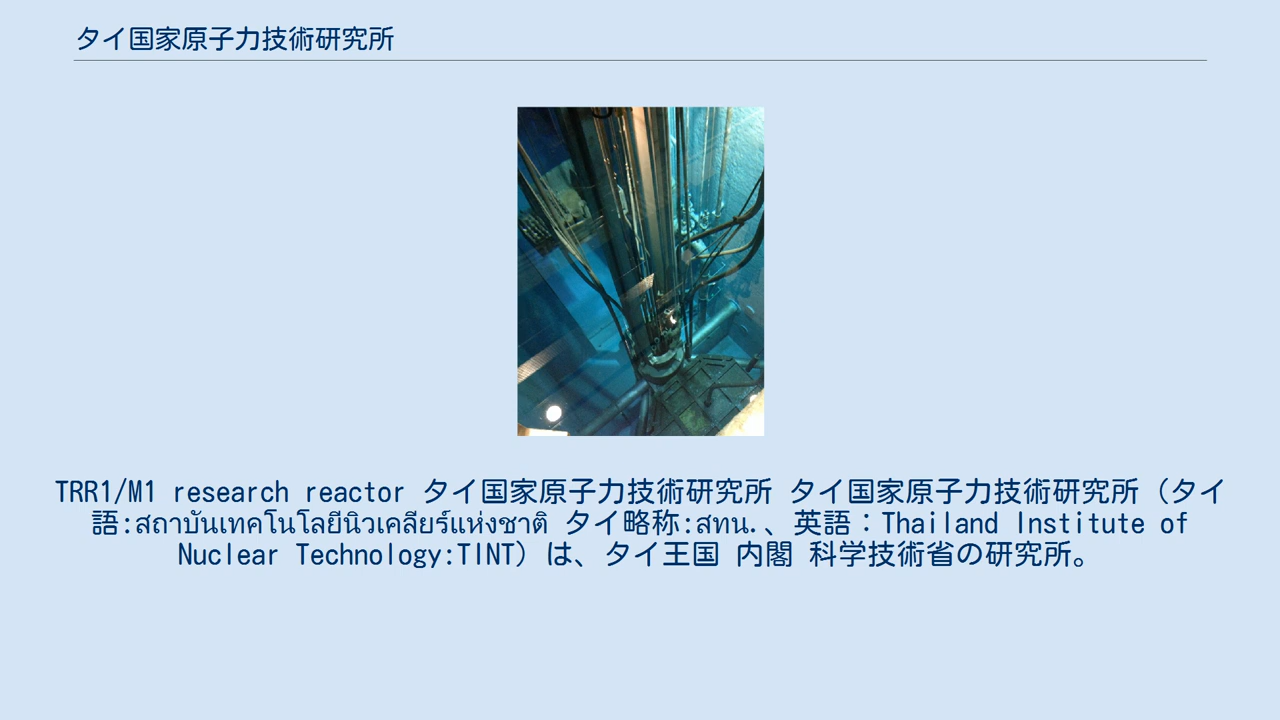 タイ国家原子力技術研究所
TRR1/M1 research reactor タイ国家原子力技術研究所 タイ国家原子力技術研究所（タイ
語:สถาบันเทคโนโลยีนิวเคลียร์แห่งชาติ タイ略称:สทน.、英語：Thailand Institute of
Nuclear Technology:TINT）は、タイ王国 内閣 科学技術省の研究所。